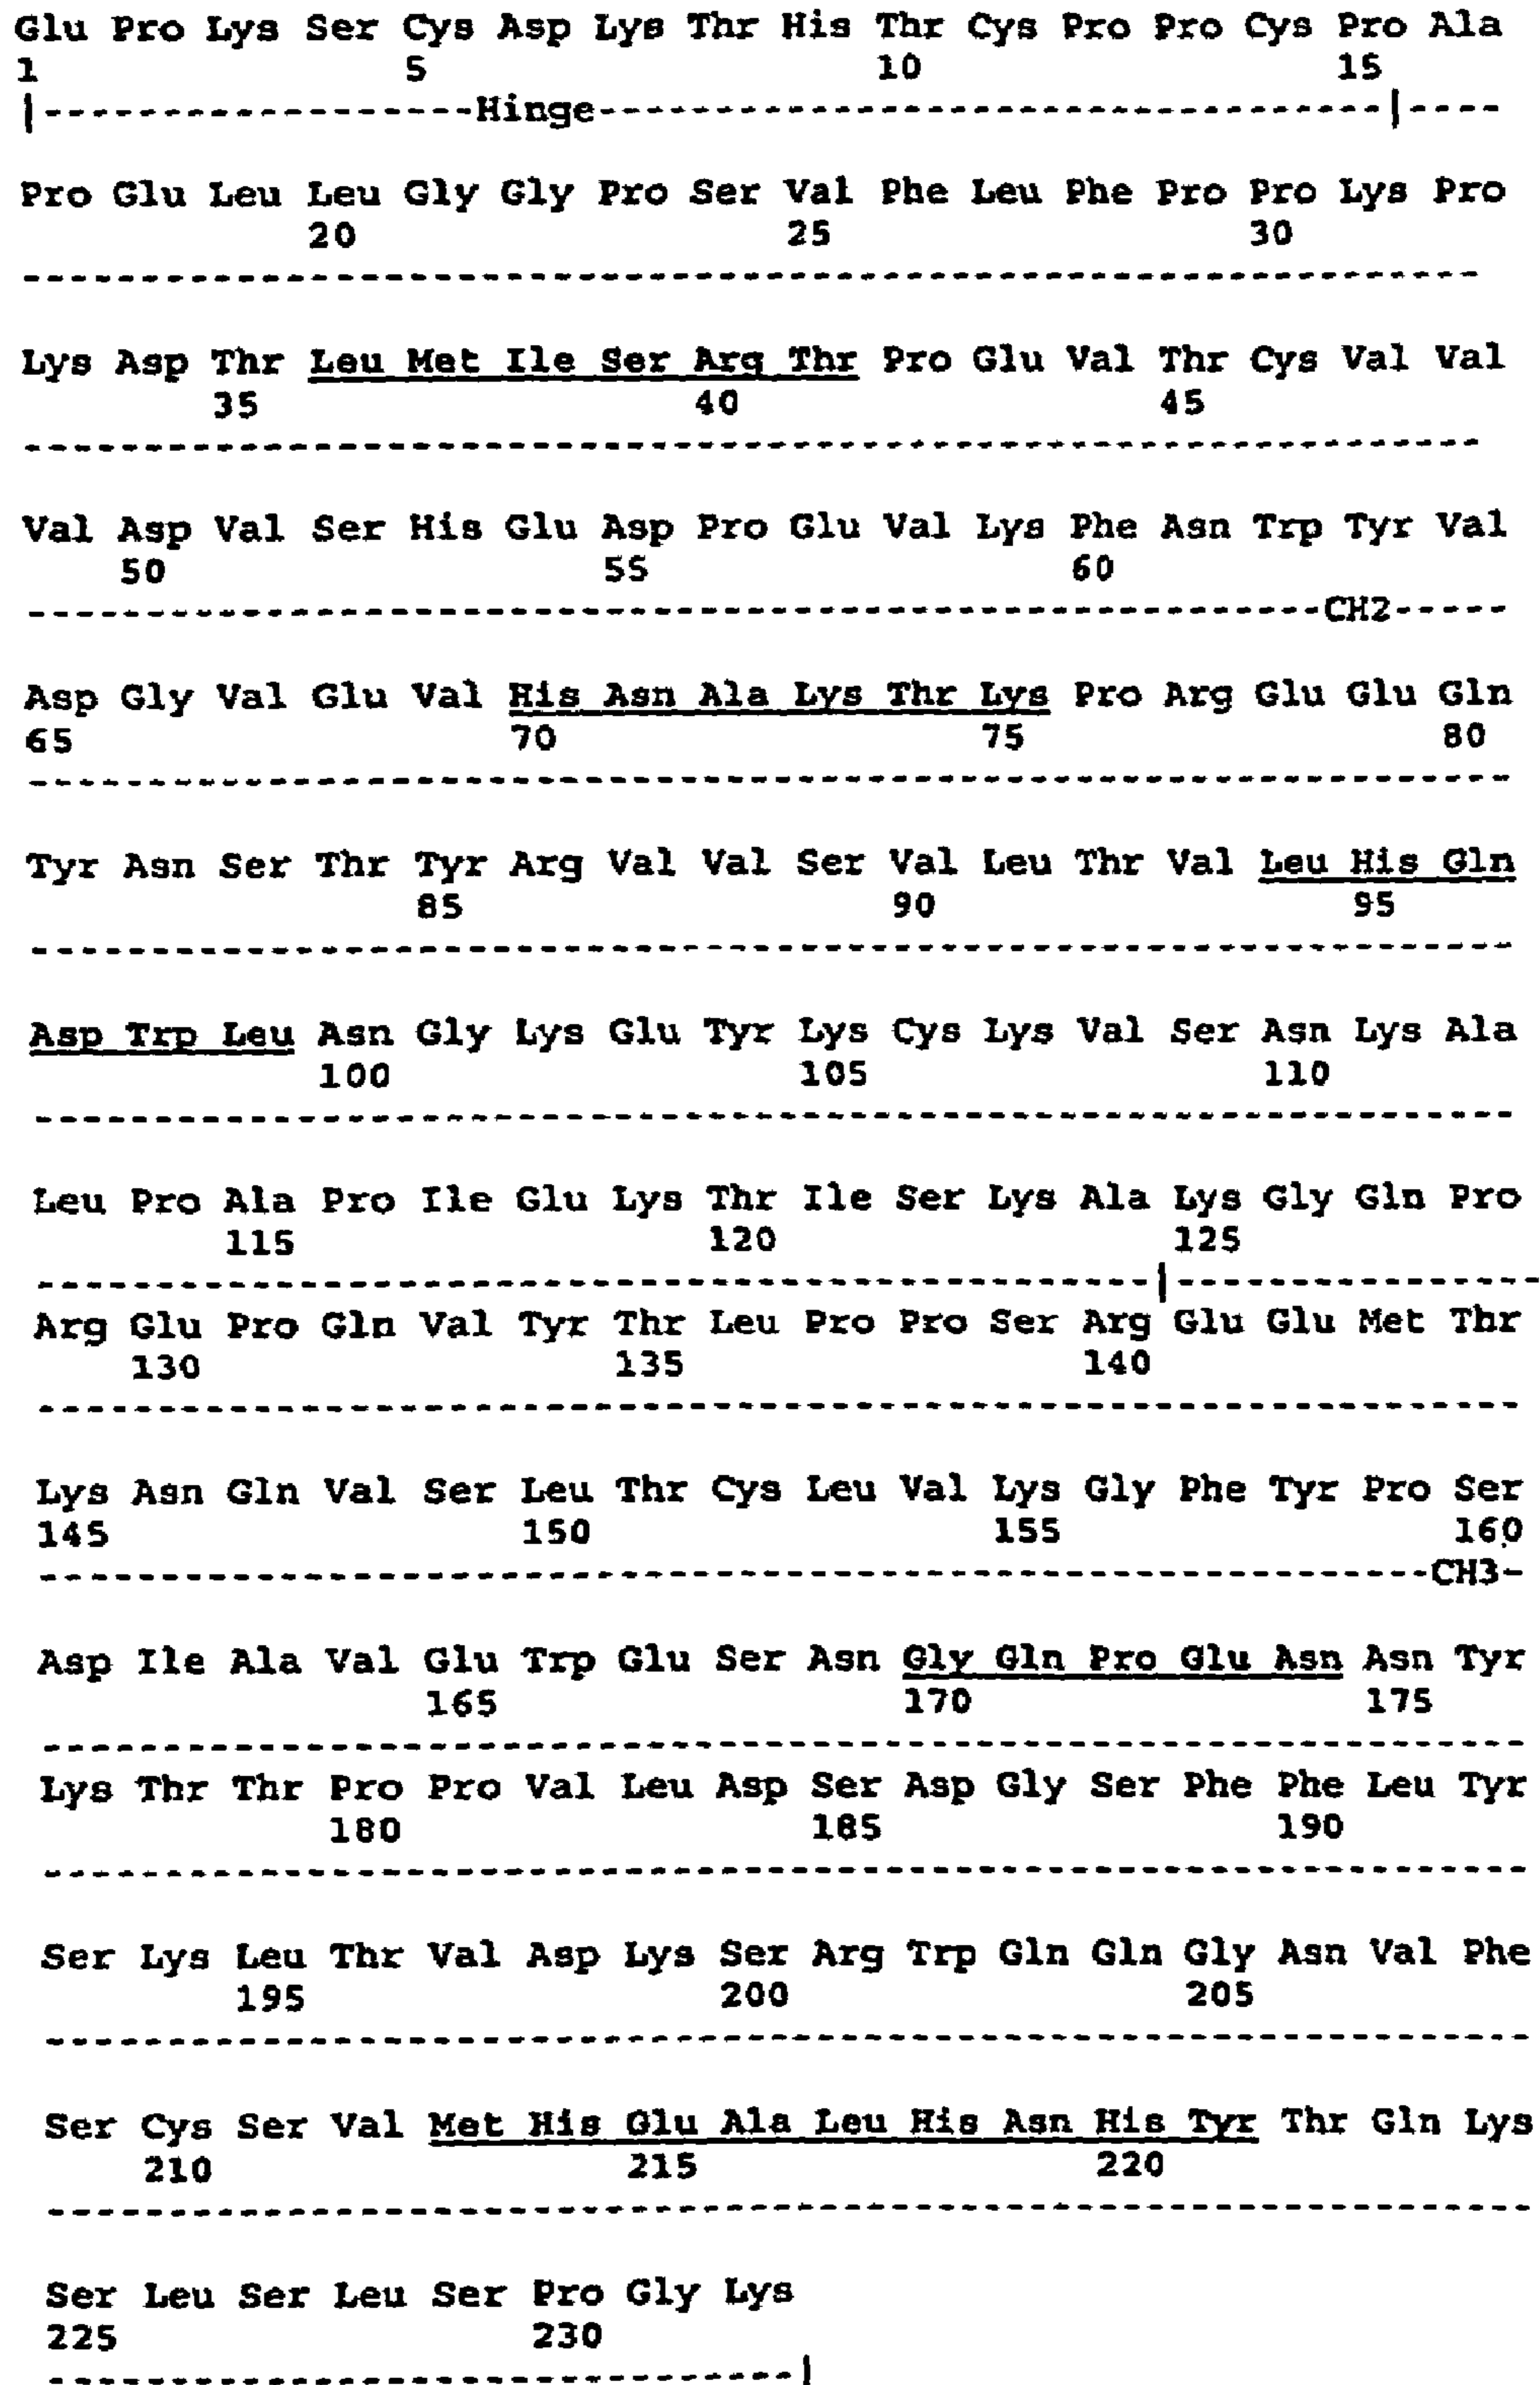 Glu Pro Lys Ser Cys Asp Lys Thr His Thr Cys Pro Pro Cys Pro Ala
1 5 10 15
|------------------Hinge----------------------------------|----
Pro Glu Leu Leu Gly Gly Pro Ser Val Phe Leu Phe Pro Pro Lys Pro
20 25 30
---------------------------------------------------------------
Lys Asp Thr Leu Met Ile Ser Arg Thr Pro Glu Val Thr Cys Val Val
35 40 45
---------------------------------------------------------------
Val Asp Val Ser His Glu Asp Pro Glu Val Lys Phe Asn Trp Tyr Val
50 55 60
--------------------------------------------------------CH2-----
Asp Gly Val Glu Val His Asn Ala Lys Thr Lys Pro Arg Glu Glu Gln
65 70 75 80
----------------------------------------------------------------
Tyr Asn Ser Thr Tyr Arg Val Val Ser Val Leu Thr Val Leu His Gln
85 90 95
----------------------------------------------------------------
Asp Trp Leu Asn Gly Lys Glu Tyr Lys Cys Lys Val Ser Asn Lys Ala
100 105 110
----------------------------------------------------------------
Leu Pro Ala Pro Ile Glu Lys Thr Ile Ser Lys Ala Lys Gly Gln Pro
115 120 125
------------------------------------------------|---------------
Arg Glu Pro Gln Val Tyr Thr Leu Pro Pro Ser Arg Glu Glu Met Thr
130 135 140
----------------------------------------------------------------
Lys Asn Gln Val Ser Leu Thr Cys Leu Val Lys Gly Phe Tyr Pro Ser
145 150 155 160
------------------------------------------------------------CH3-
Asp Ile Ala Val Glu Trp Glu Ser Asn Gly Gln Pro Glu Asn Asn Tyr
165 170 175
----------------------------------------------------------------
Lys Thr Thr Pro Pro Val Leu Asp Ser Asp Gly Ser Phe Phe Leu Tyr
180 185 190
----------------------------------------------------------------
Ser Lys Leu Thr Val Asp Lys Ser Arg Trp Gln Gln Gly Asn Val Phe
195 200 205
----------------------------------------------------------------
Ser Cys Ser Val Met His Glu Ala Leu His Asn His Tyr Thr Gln Lys
210 215 220
----------------------------------------------------------------
Ser Leu Ser Leu Ser Pro Gly Lys
225 230
--------------------------------|